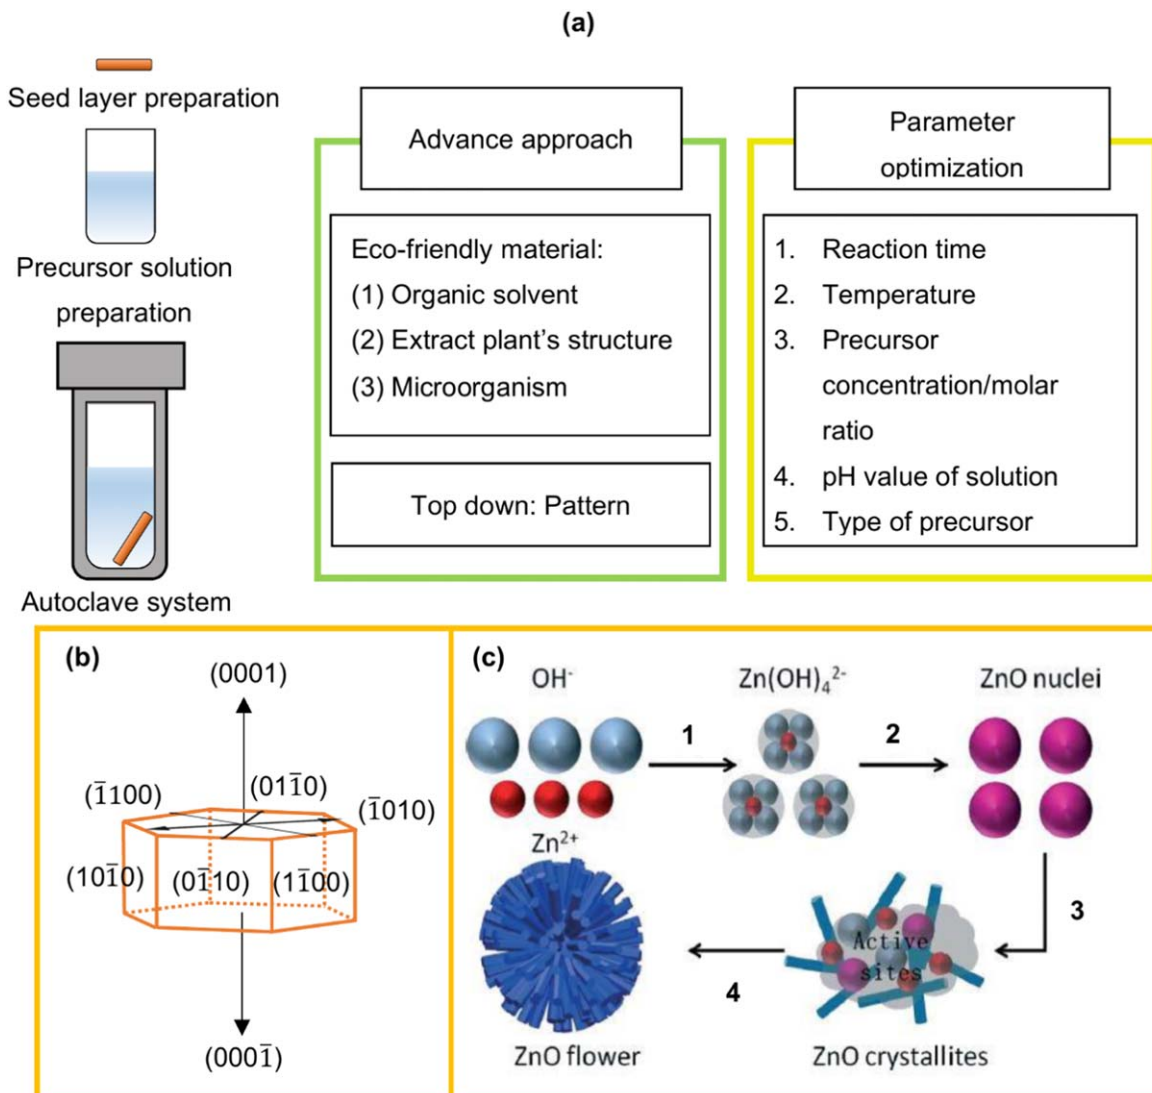 (a)
Seed layer preparation
Precursor solution
preparation
Autoclave system
Advance approach
Eco-friendly material:
(1) Organic solvent
(2) Extract plant’s structure
(3) Microorganism
Top down: Pattern
Parameter
optimization
1. Reaction time
2. Temperature
3. Precursor
concentration/molar
ratio
4. pH value of solution
5. Type of precursor
(b)
(0001)
(1̅100)
(011̅0)
(1̅010)
(101̅0)
(01̅10)
(11̅00)
(0001̅)
(c)
OH⁻
Zn(OH)₄²⁻
ZnO nuclei
1
2
Zn²⁺
3
Active
sites
4
ZnO flower
ZnO crystallites